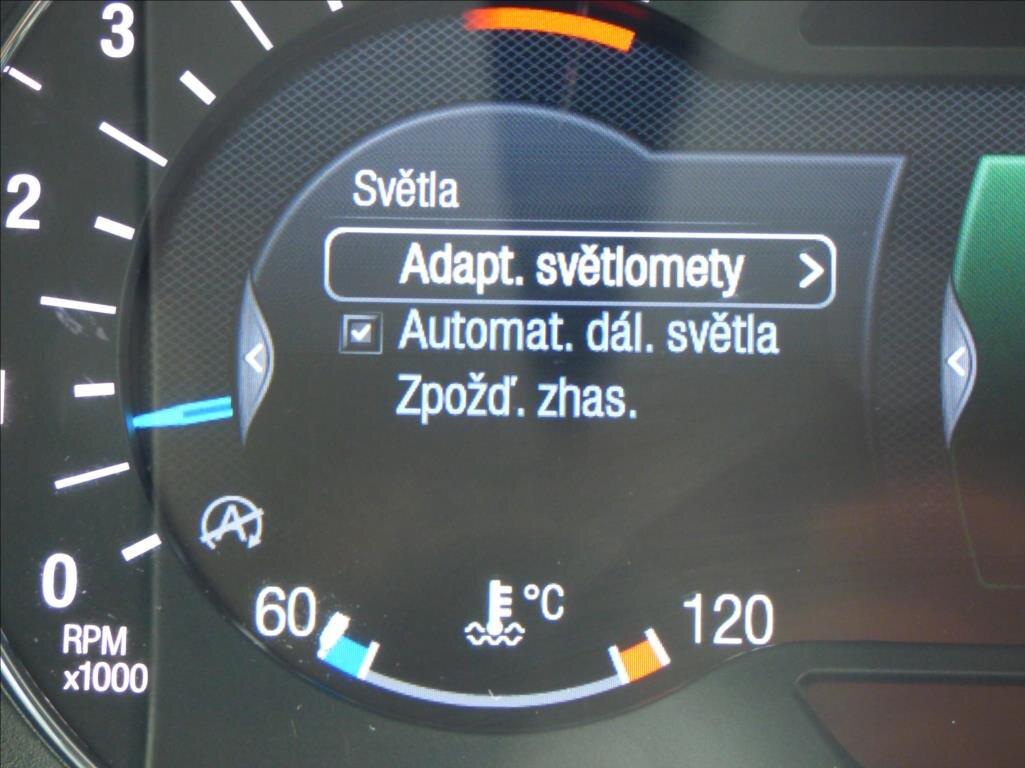 3
2
Světla
Adapt. světlomety
Automat. dál. světla
Zpožď. zhas.
A
0
60
°C
120
RPM
x1000